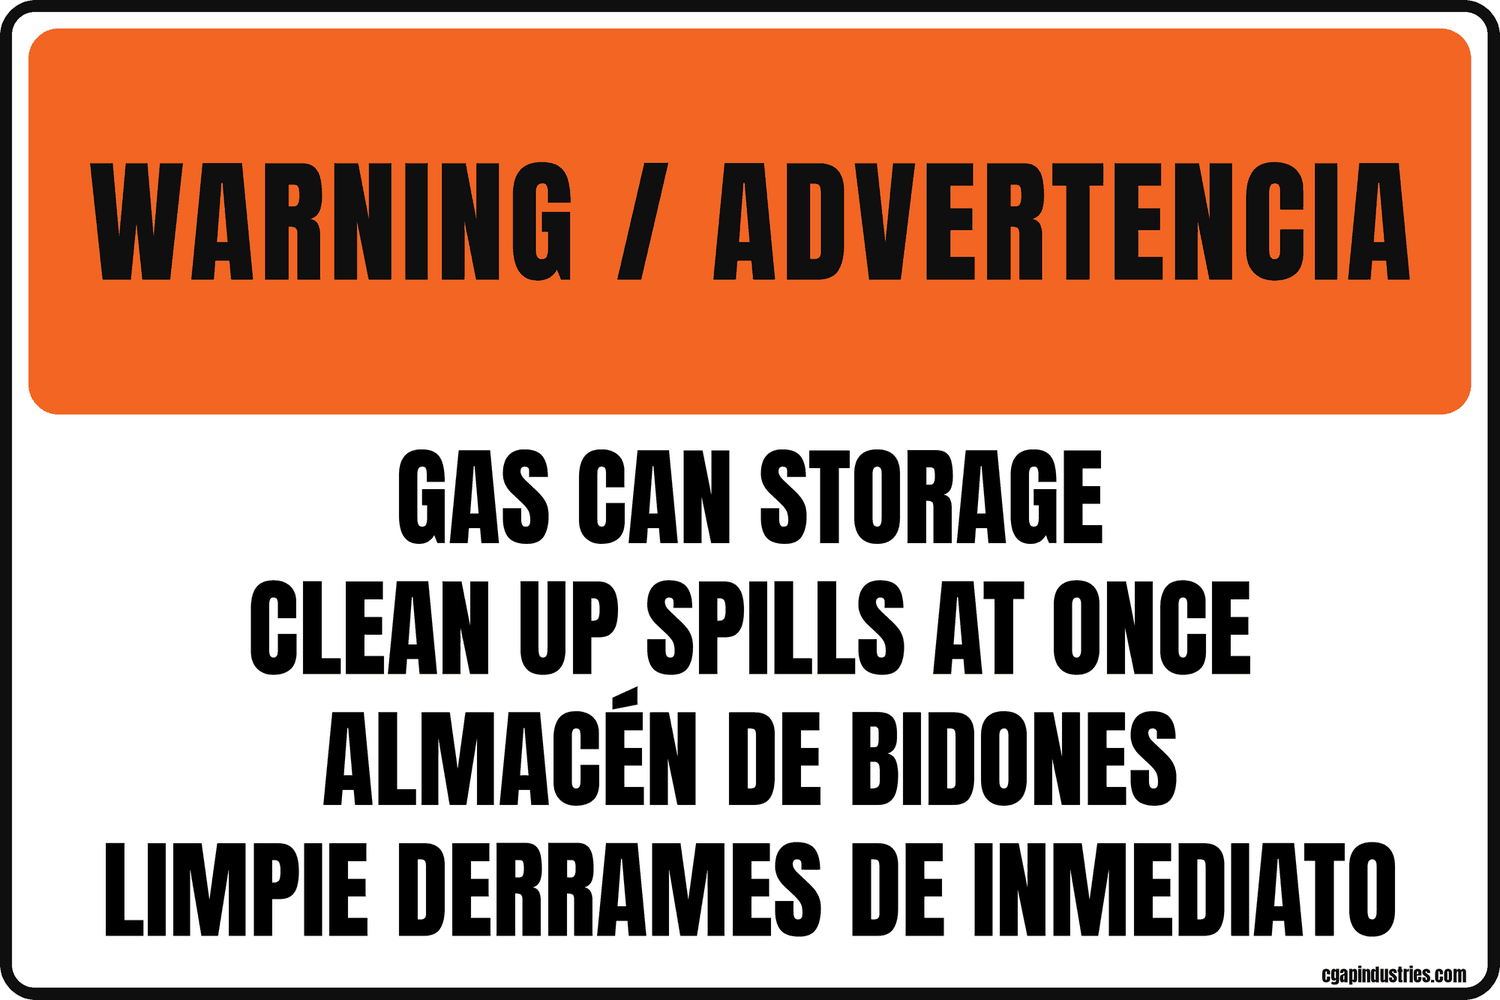 WARNING / ADVERTENCIA
GAS CAN STORAGE
CLEAN UP SPILLS AT ONCE
ALMACÉN DE BIDONES
LIMPIE DERRAMES DE INMEDIATO
cgapindustries.com